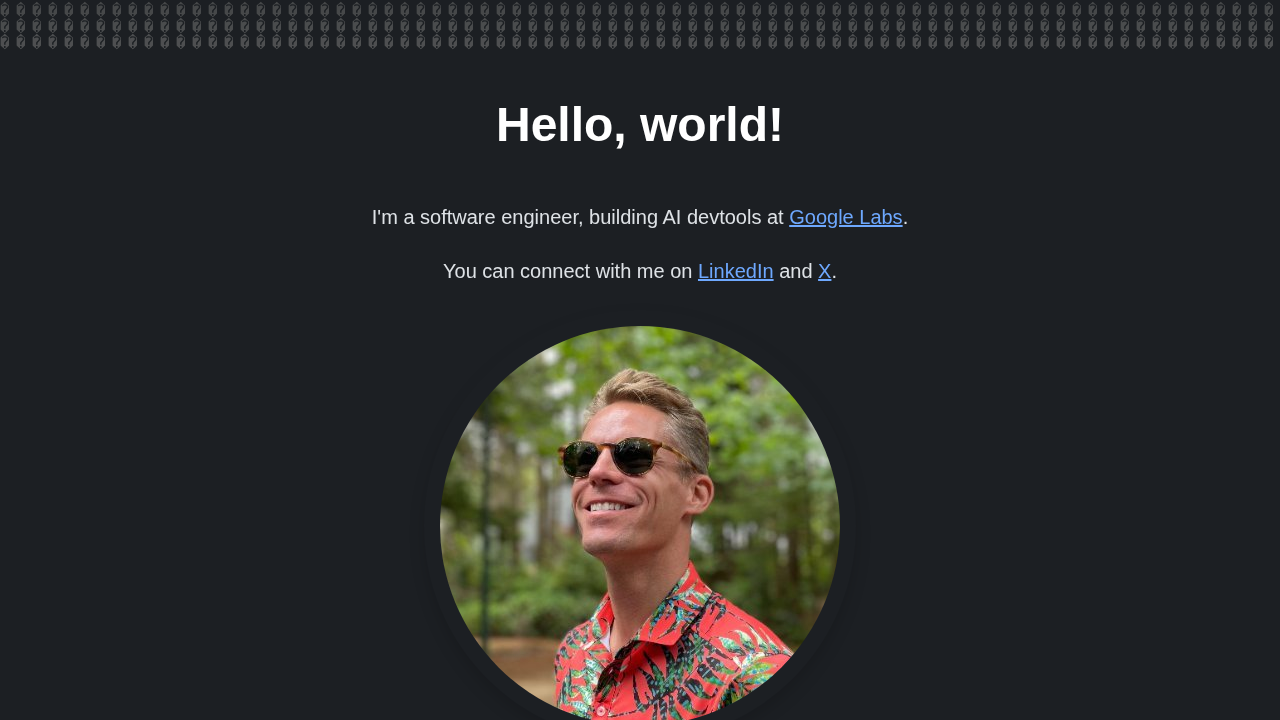 Hello, world!
I'm a software engineer, building AI devtools at Google Labs.
You can connect with me on LinkedIn and X.